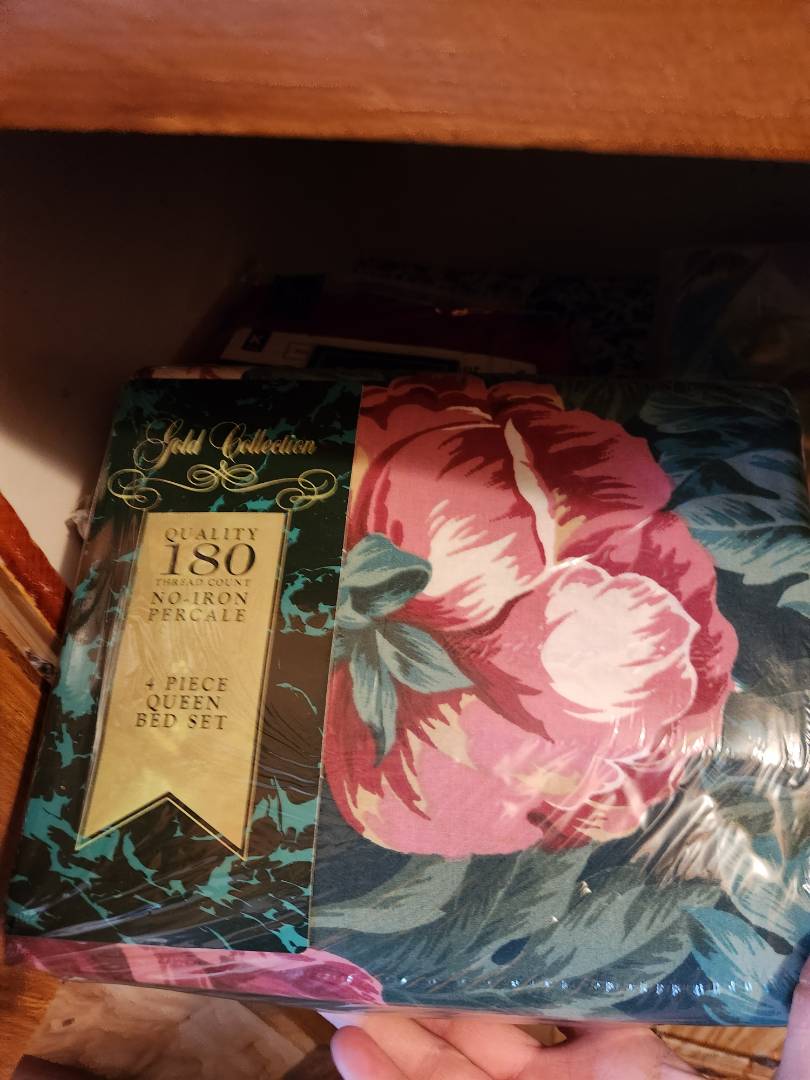 Gold Collection
QUALITY
180
THREAD COUNT
NO-IRON
PERCALE
4 PIECE
QUEEN
BED SET